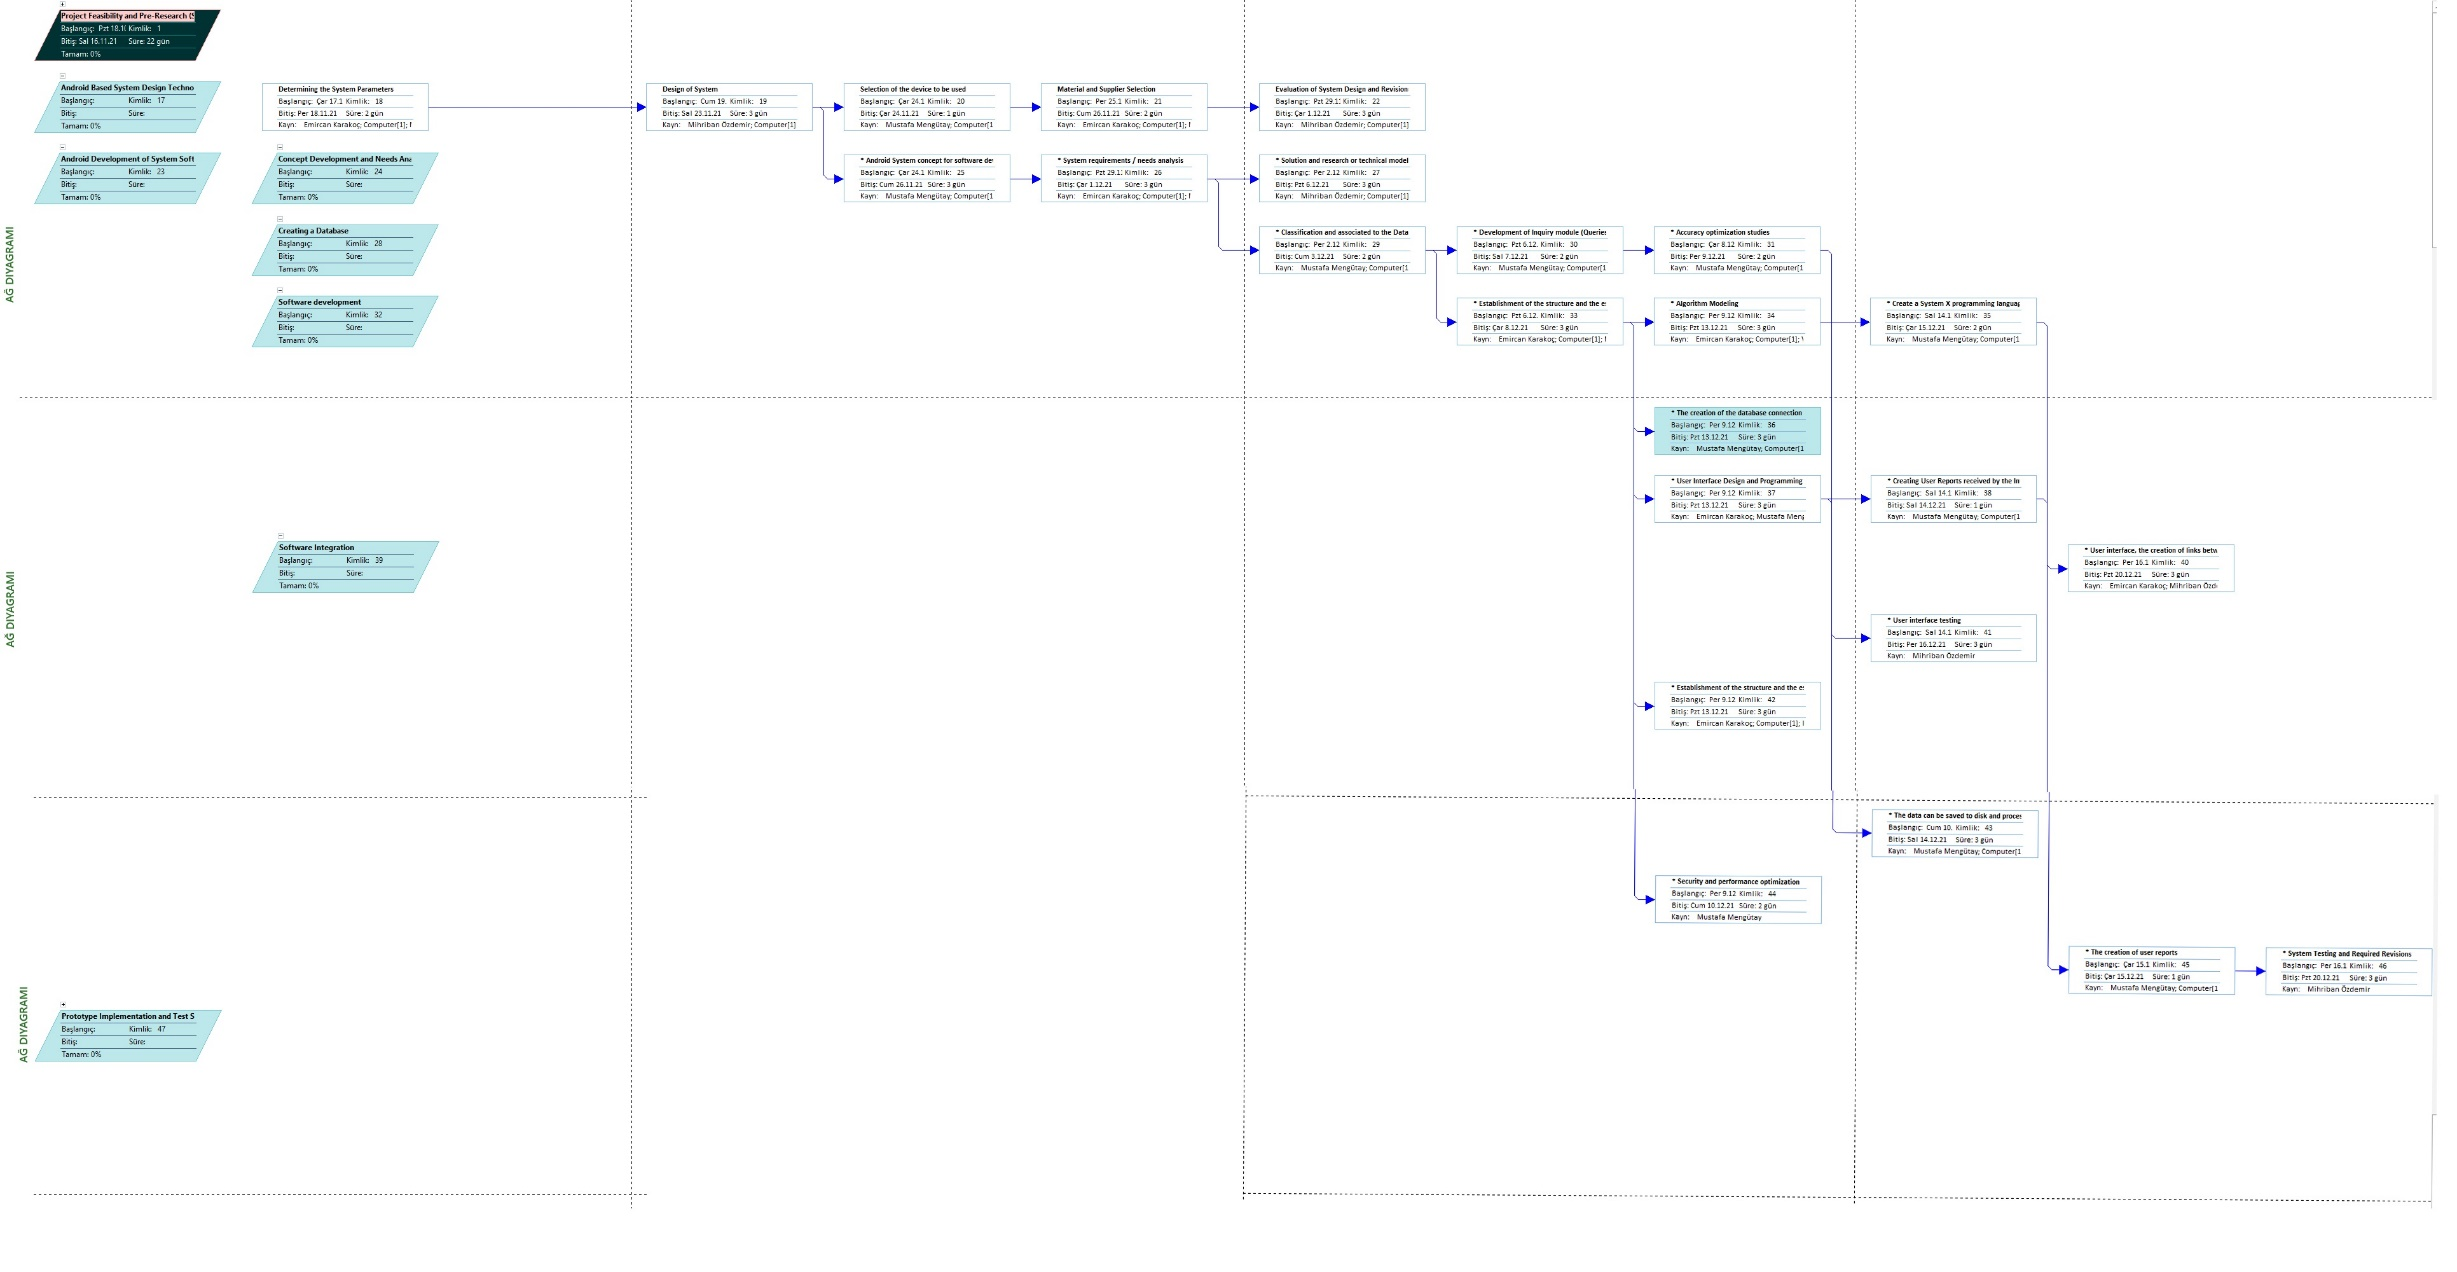 Project Feasibility and Pre-Research (S
Başlangıç: Pzt 18.10 Kimlik: 1
Bitiş: Sal 16.11.21 Süre: 22 gün
Tamam: 0%
Android Based System Design Techno
Başlangıç: Kimlik: 17
Bitiş: Süre:
Tamam: 0%
Determining the System Parameters
Başlangıç: Çar 17.1 Kimlik: 18
Bitiş: Per 18.11.21 Süre: 2 gün
Kayn: Emircan Karakoç; Computer[1];
Design of System
Başlangıç: Cum 19. Kimlik: 19
Bitiş: Sal 23.11.21 Süre: 3 gün
Kayn: Mihriban Özdemir; Computer[1]
Selection of the device to be used
Başlangıç: Çar 24.1 Kimlik: 20
Bitiş: Çar 24.11.21 Süre: 1 gün
Kayn: Mustafa Mengütay; Computer[1
Material and Supplier Selection
Başlangıç: Per 25.1 Kimlik: 21
Bitiş: Cum 26.11.21 Süre: 2 gün
Kayn: Emircan Karakoç; Computer[1];
Evaluation of System Design and Revision
Başlangıç: Pzt 29.1 Kimlik: 22
Bitiş: Çar 1.12.21 Süre: 3 gün
Kayn: Mihriban Özdemir; Computer[1]
Android Development of System Soft
Başlangıç: Kimlik: 23
Bitiş: Süre:
Tamam: 0%
Concept Development and Needs Ana
Başlangıç: Kimlik: 24
Bitiş: Süre:
Tamam: 0%
* Android System concept for software de
Başlangıç: Çar 24.1 Kimlik: 25
Bitiş: Cum 26.11.21 Süre: 3 gün
Kayn: Mustafa Mengütay; Computer[1
* System requirements / needs analysis
Başlangıç: Pzt 29.1 Kimlik: 26
Bitiş: Çar 1.12.21 Süre: 3 gün
Kayn: Emircan Karakoç; Computer[1];
* Solution and research or technical model
Başlangıç: Per 2.12 Kimlik: 27
Bitiş: Pzt 6.12.21 Süre: 3 gün
Kayn: Mihriban Özdemir; Computer[1]
AĞ DİYAGRAMI
Creating a Database
Başlangıç: Kimlik: 28
Bitiş: Süre:
Tamam: 0%
* Classification and associated to the Data
Başlangıç: Per 2.12 Kimlik: 29
Bitiş: Cum 3.12.21 Süre: 2 gün
Kayn: Mustafa Mengütay; Computer[1
* Development of Inquiry module (Querie
Başlangıç: Pzt 6.12. Kimlik: 30
Bitiş: Sal 7.12.21 Süre: 2 gün
Kayn: Mustafa Mengütay; Computer[1
* Accuracy optimization studies
Başlangıç: Çar 8.12 Kimlik: 31
Bitiş: Per 9.12.21 Süre: 2 gün
Kayn: Mustafa Mengütay; Computer[1
Software development
Başlangıç: Kimlik: 32
Bitiş: Süre:
Tamam: 0%
* Establishment of the structure and the e
Başlangıç: Pzt 6.12. Kimlik: 33
Bitiş: Çar 8.12.21 Süre: 3 gün
Kayn: Emircan Karakoç; Computer[1];
* Algorithm Modeling
Başlangıç: Per 9.12 Kimlik: 34
Bitiş: Pzt 13.12.21 Süre: 3 gün
Kayn: Emircan Karakoç; Computer[1];
* Create a System X programming languag
Başlangıç: Sal 14.1 Kimlik: 35
Bitiş: Çar 15.12.21 Süre: 2 gün
Kayn: Mustafa Mengütay; Computer[1
* The creation of the database connection
Başlangıç: Per 9.12 Kimlik: 36
Bitiş: Pzt 13.12.21 Süre: 3 gün
Kayn: Mustafa Mengütay; Computer[1
* User Interface Design and Programming
Başlangıç: Per 9.12 Kimlik: 37
Bitiş: Pzt 13.12.21 Süre: 3 gün
Kayn: Emircan Karakoç; Mustafa Meng
* Creating User Reports received by the In
Başlangıç: Sal 14.1 Kimlik: 38
Bitiş: Sal 14.12.21 Süre: 1 gün
Kayn: Mustafa Mengütay; Computer[1
AĞ DİYAGRAMI
Software Integration
Başlangıç: Kimlik: 39
Bitiş: Süre:
Tamam: 0%
* User interface, the creation of links betw
Başlangıç: Per 16.1 Kimlik: 40
Bitiş: Pzt 20.12.21 Süre: 3 gün
Kayn: Emircan Karakoç; Mihriban Özd
* User interface testing
Başlangıç: Sal 14.1 Kimlik: 41
Bitiş: Per 16.12.21 Süre: 3 gün
Kayn: Mihriban Özdemir
* Establishment of the structure and the e
Başlangıç: Per 9.12 Kimlik: 42
Bitiş: Pzt 13.12.21 Süre: 3 gün
Kayn: Emircan Karakoç; Computer[1];
* The data can be saved to disk and proce
Başlangıç: Cum 10. Kimlik: 43
Bitiş: Sal 14.12.21 Süre: 3 gün
Kayn: Mustafa Mengütay; Computer[1
* Security and performance optimization
Başlangıç: Per 9.12 Kimlik: 44
Bitiş: Cum 10.12.21 Süre: 2 gün
Kayn: Mustafa Mengütay
* The creation of user reports
Başlangıç: Çar 15.1 Kimlik: 45
Bitiş: Çar 15.12.21 Süre: 1 gün
Kayn: Mustafa Mengütay; Computer[1
* System Testing and Required Revisions
Başlangıç: Per 16.1 Kimlik: 46
Bitiş: Pzt 20.12.21 Süre: 3 gün
Kayn: Mihriban Özdemir
AĞ DİYAGRAMI
Prototype Implementation and Test S
Başlangıç: Kimlik: 47
Bitiş: Süre:
Tamam: 0%